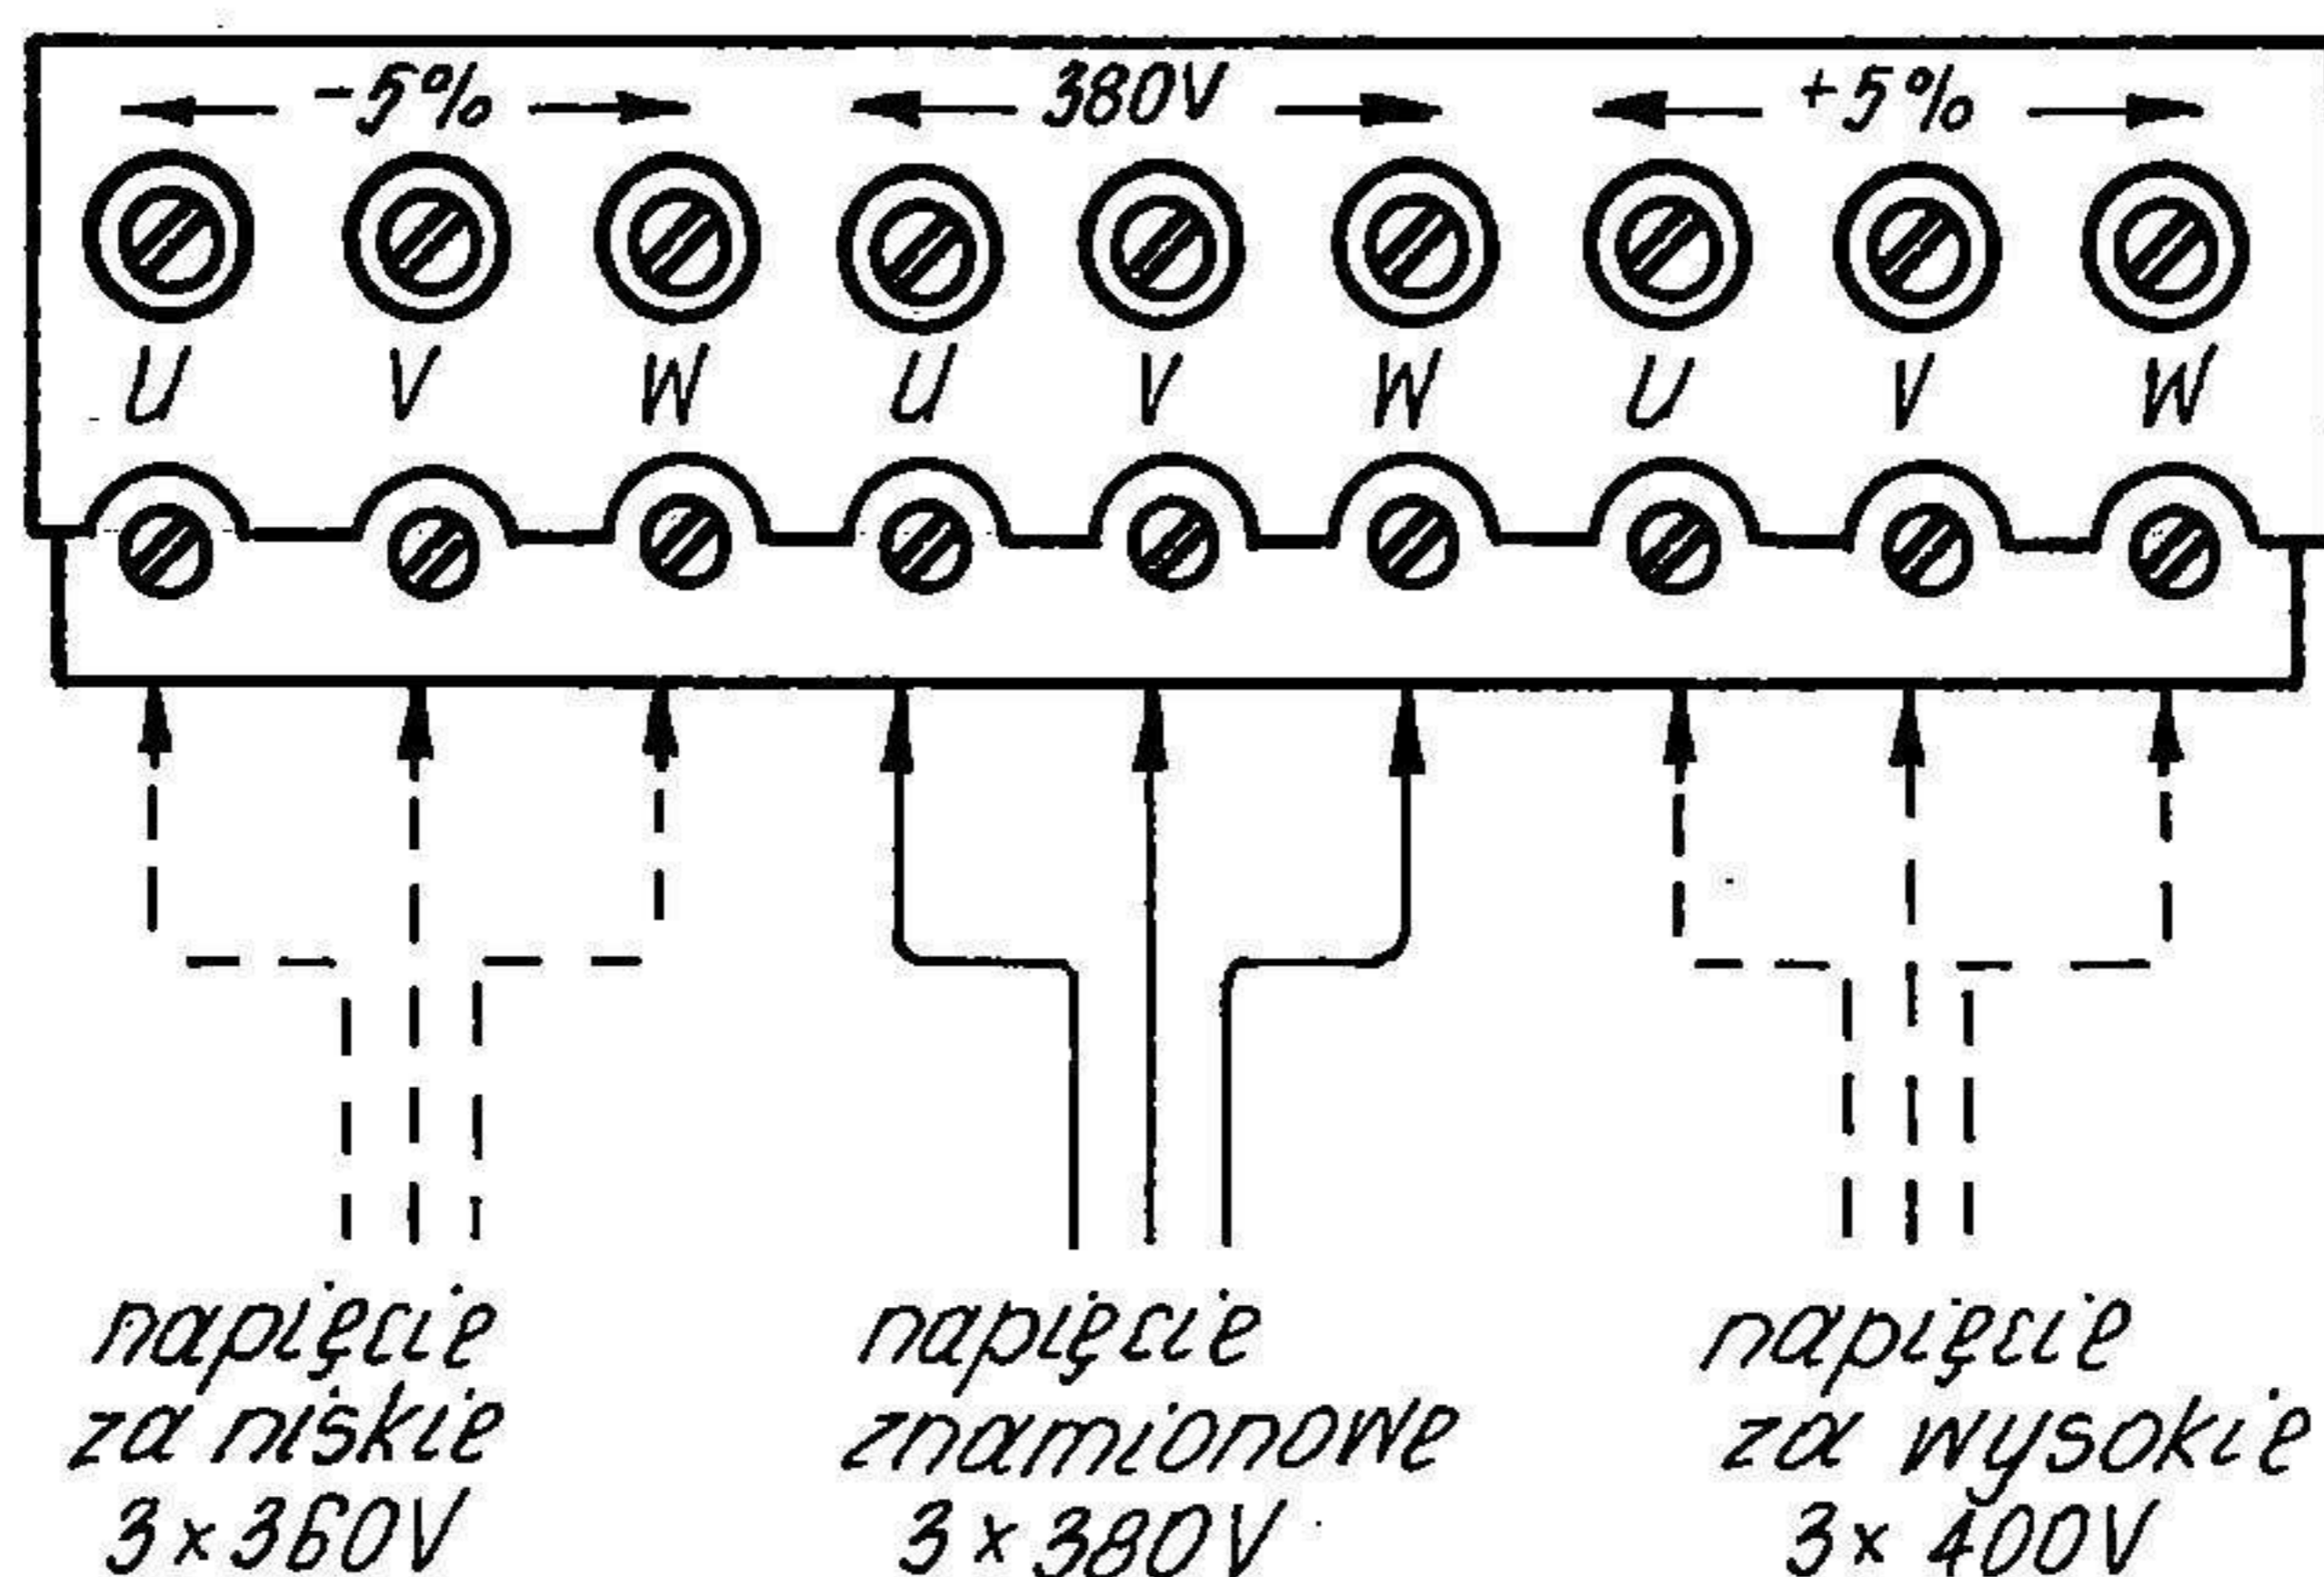 -5% 380V +5%
U V W U V W U V W
napięcie
za niskie
3 x 360V
napięcie
znamionowe
3 x 380V
napięcie
za wysokie
3 x 400V